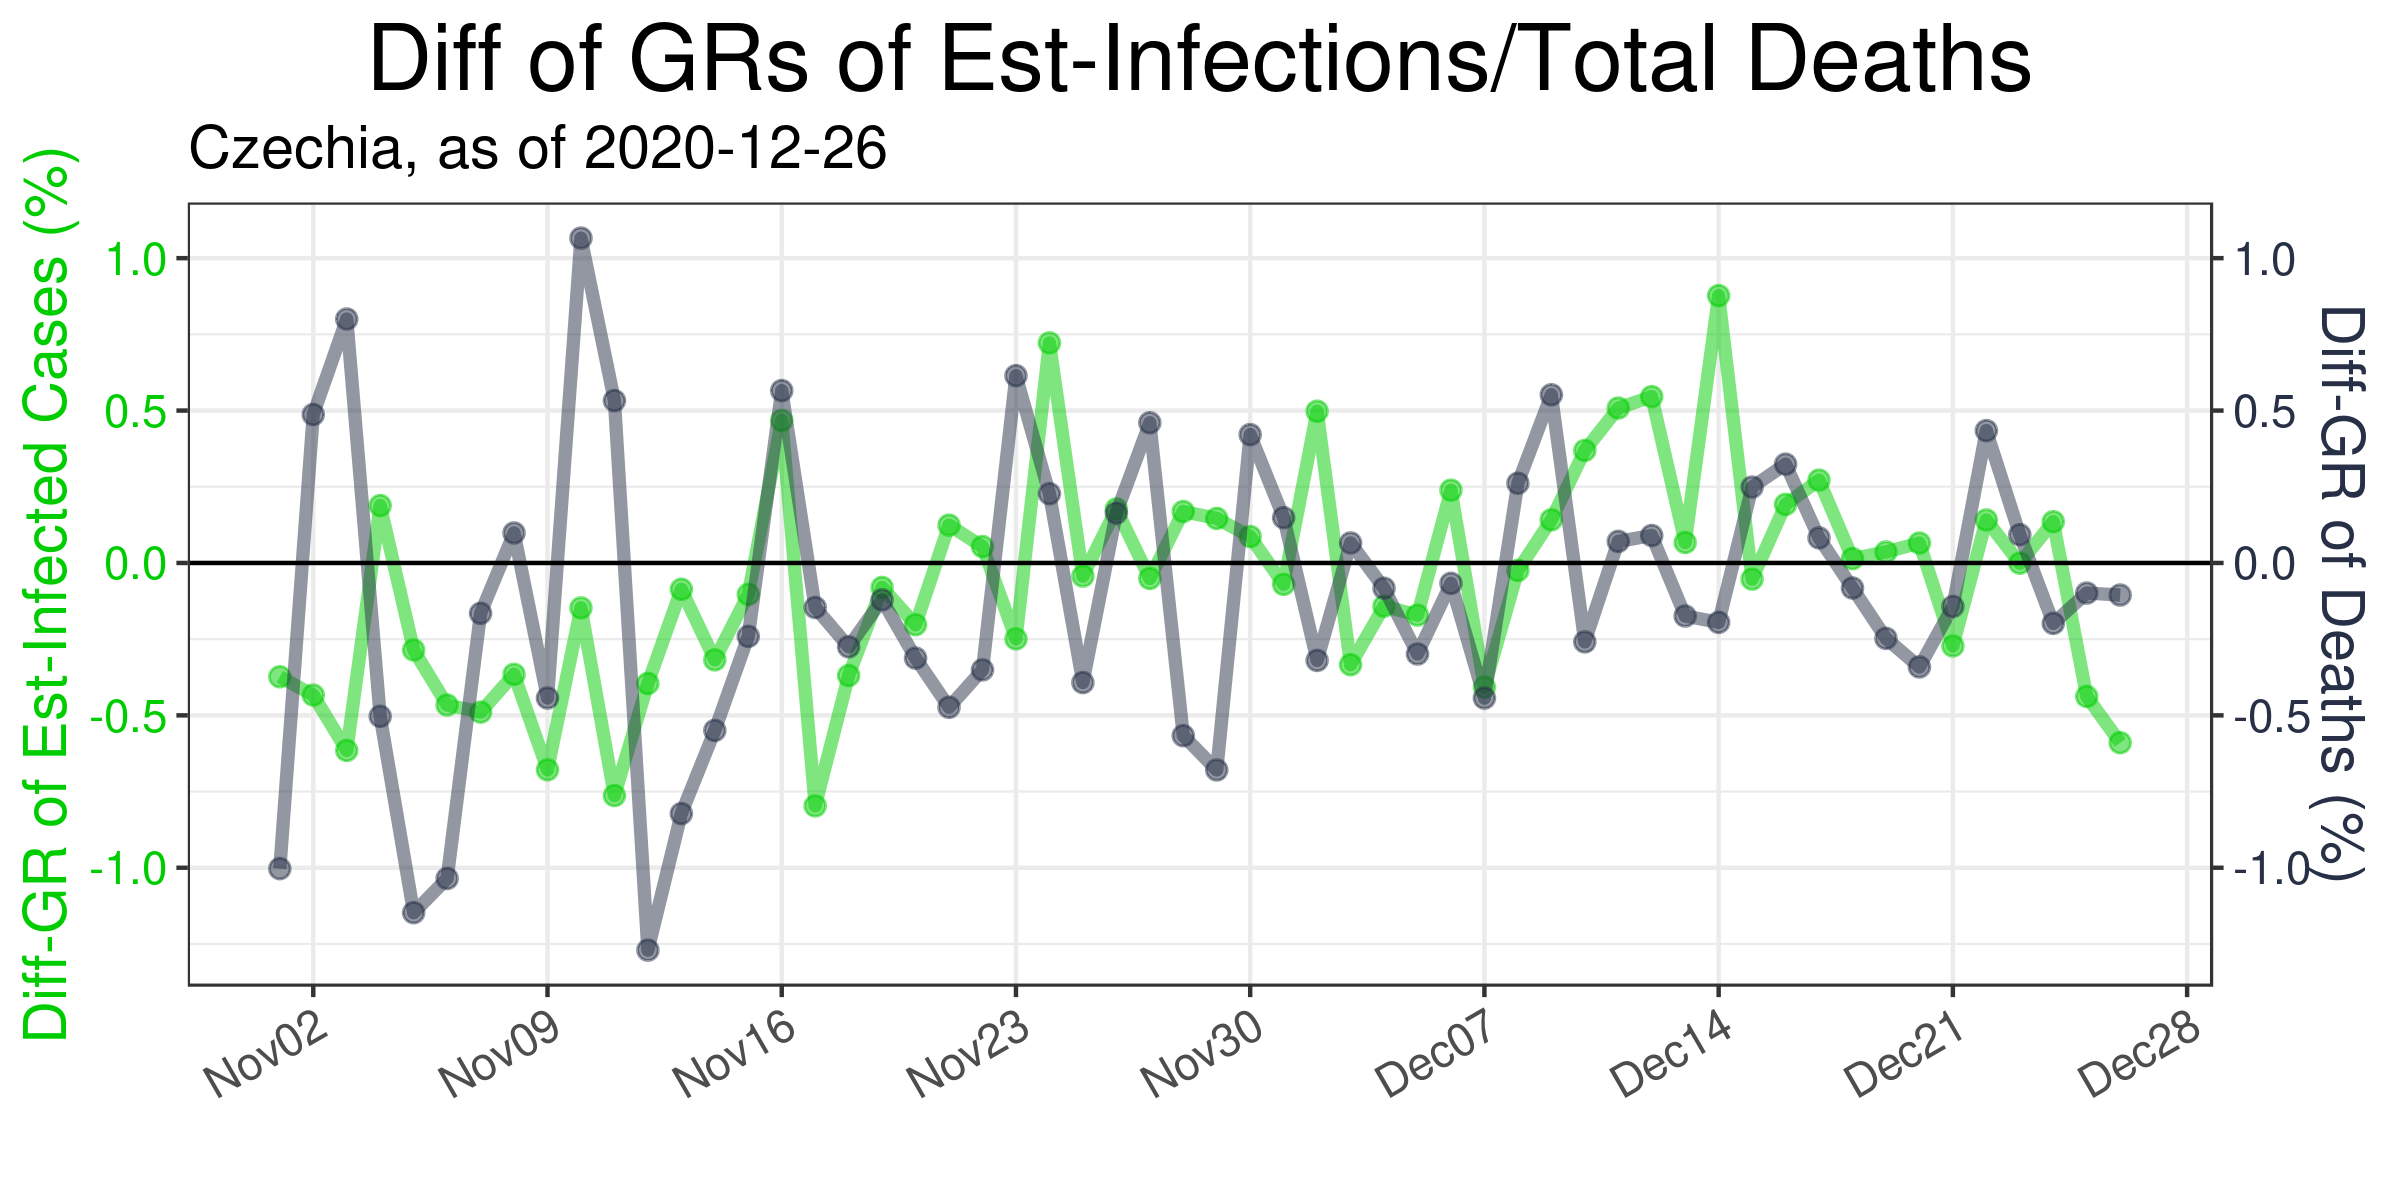 Diff of GRs of Est-Infections/Total Deaths
Czechia, as of 2020-12-26
Diff-GR of Est-Infected Cases (%)
1.0
0.5
0.0
-0.5
-1.0
1.0
0.5
0.0
-0.5
-1.0
Diff-GR of Deaths (%)
Nov02
Nov09
Nov16
Nov23
Nov30
Dec07
Dec14
Dec21
Dec28